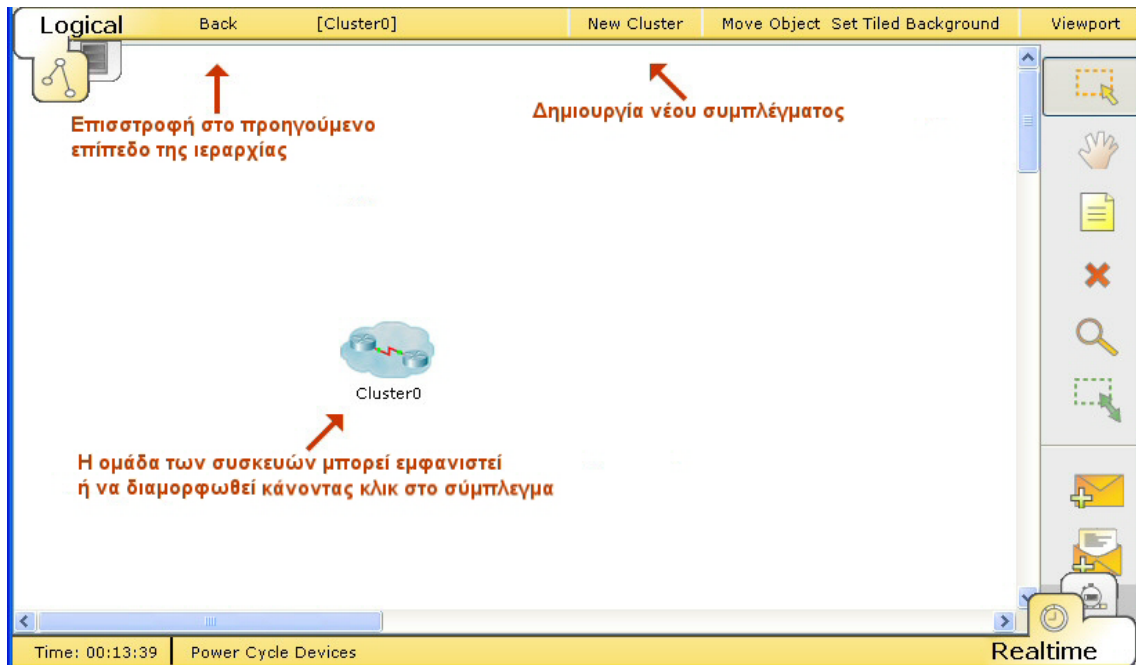 Logical Back [Cluster0] New Cluster Move Object Set Tiled Background Viewport
Επισστροφή στο προηγούμενο
επίπεδο της ιεραρχίας
Δημιουργία νέου συμπλέγματος
Cluster0
Η ομάδα των συσκευών μπορεί εμφανιστεί
ή να διαμορφωθεί κάνοντας κλικ στο σύμπλεγμα
Time: 00:13:39 Power Cycle Devices Realtime